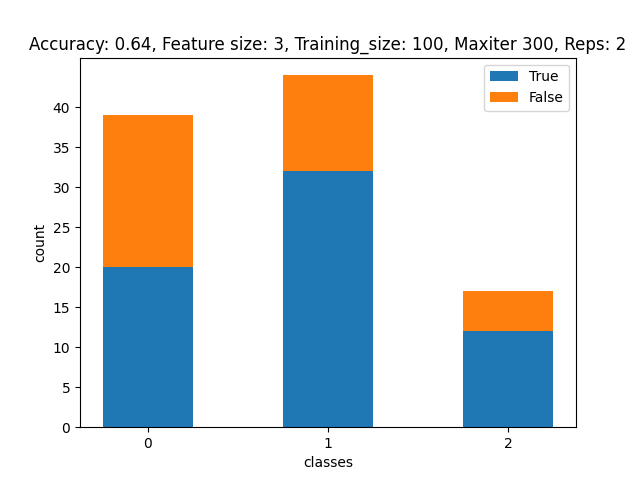 Accuracy: 0.64, Feature size: 3, Training_size: 100, Maxiter 300, Reps: 2
True
False
40
35
30
25
20
15
10
5
0
count
0 1 2
classes